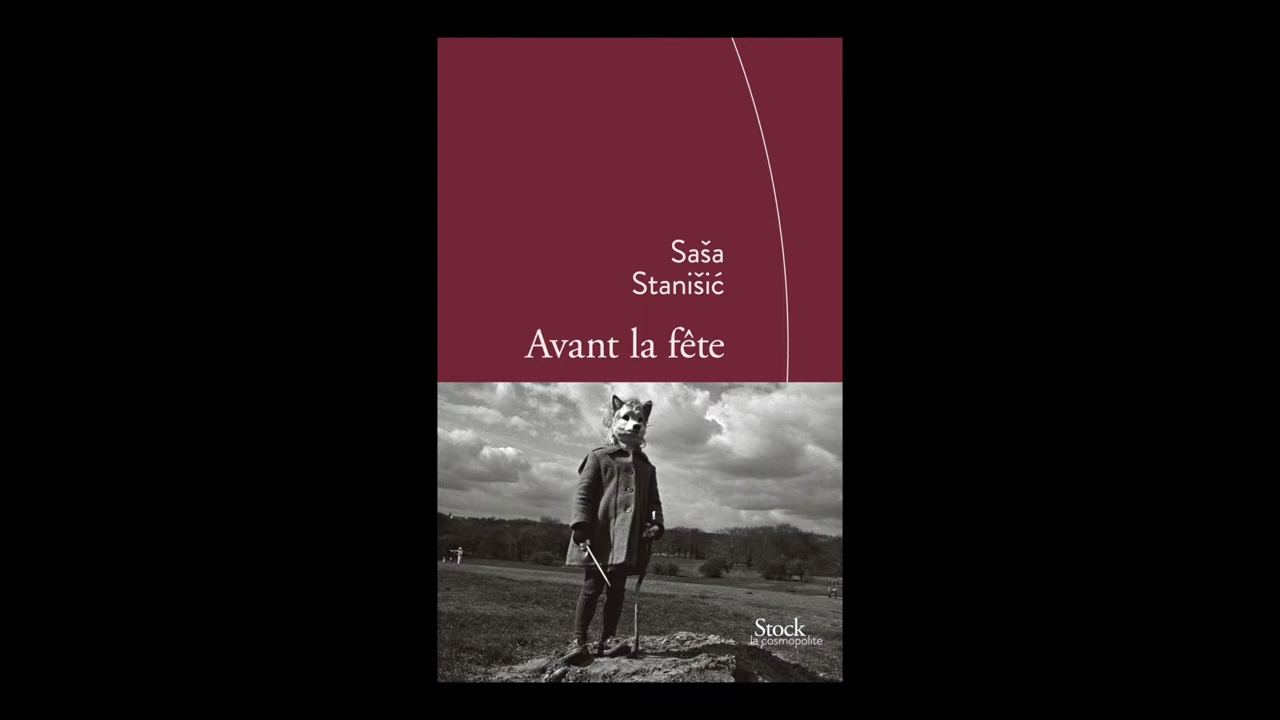 Saša
Stanišić
Avant la fête
Stock
la cosmopolite